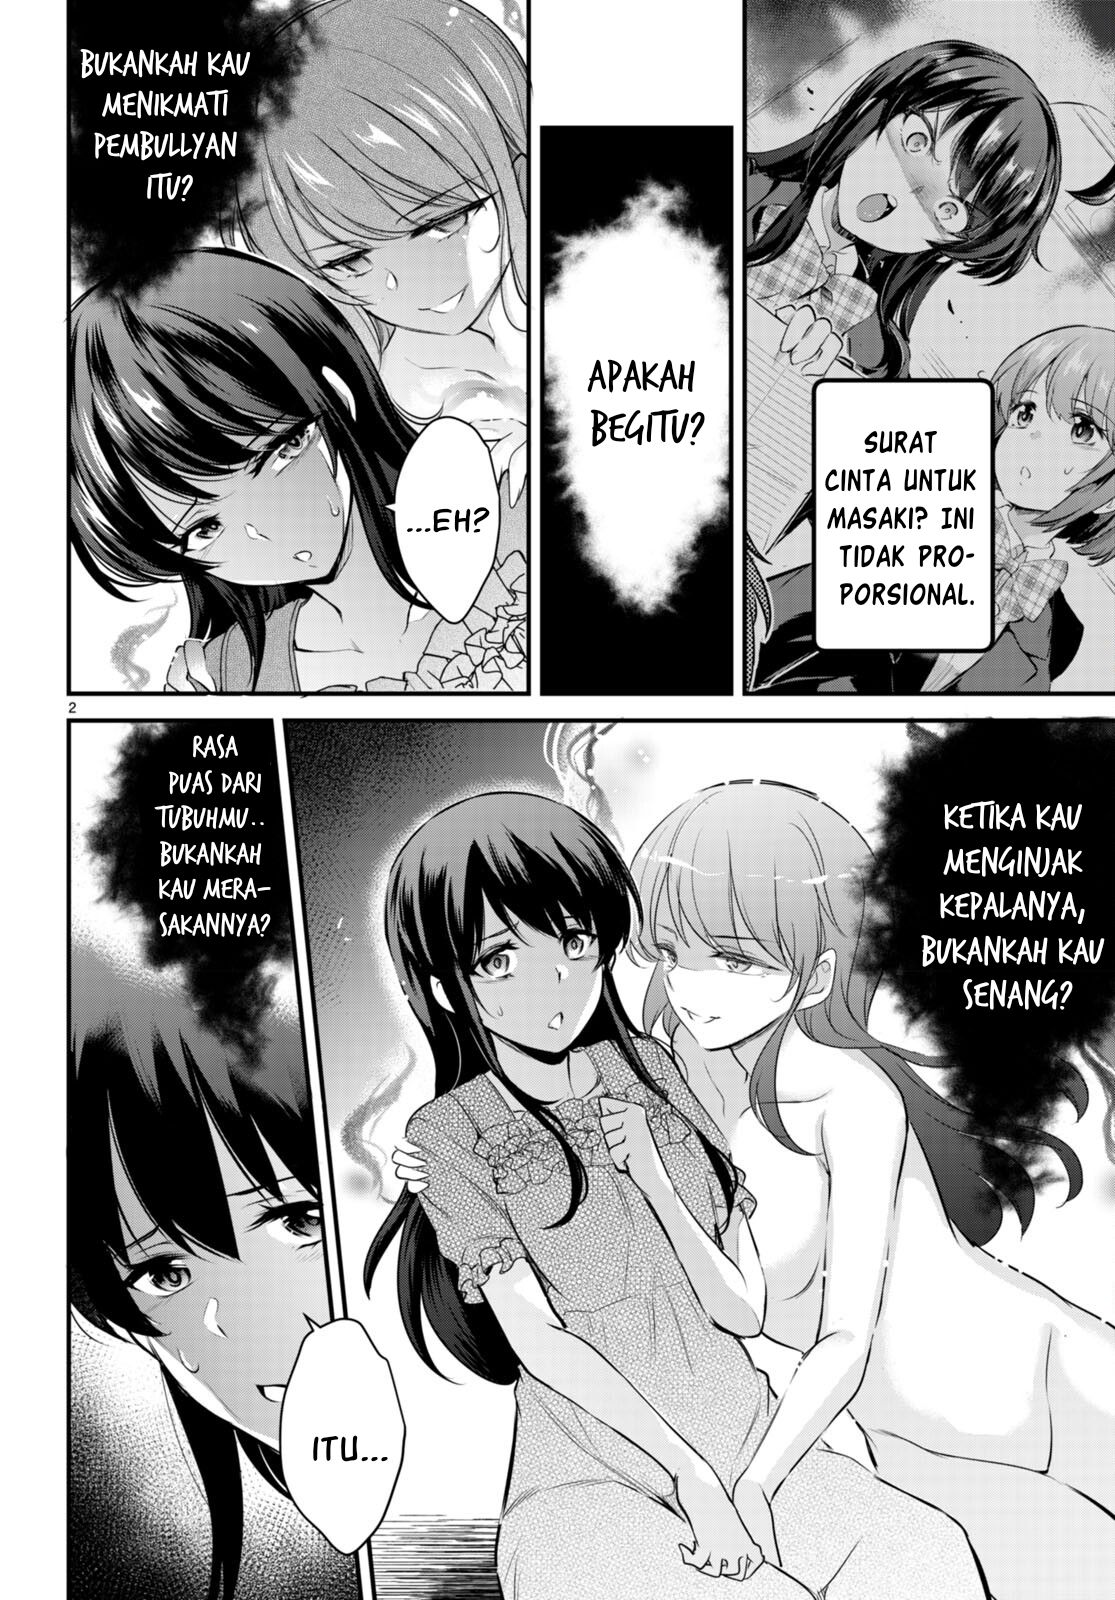 SURAT
CINTA UNTUK
MASAKI? INI
TIDAK PRO-
PORSIONAL.
APAKAH
BEGITU?
BUKANKAH KAU
MENIKMATI
PEMBULLYAN
ITU?
...EH?
2
KETIKA KAU
MENGINJAK
KEPALANYA,
BUKANKAH KAU
SENANG?
RASA
PUAS DARI
TUBUHMU..
BUKANKAH
KAU MERA-
SAKANNYA?
ITU...